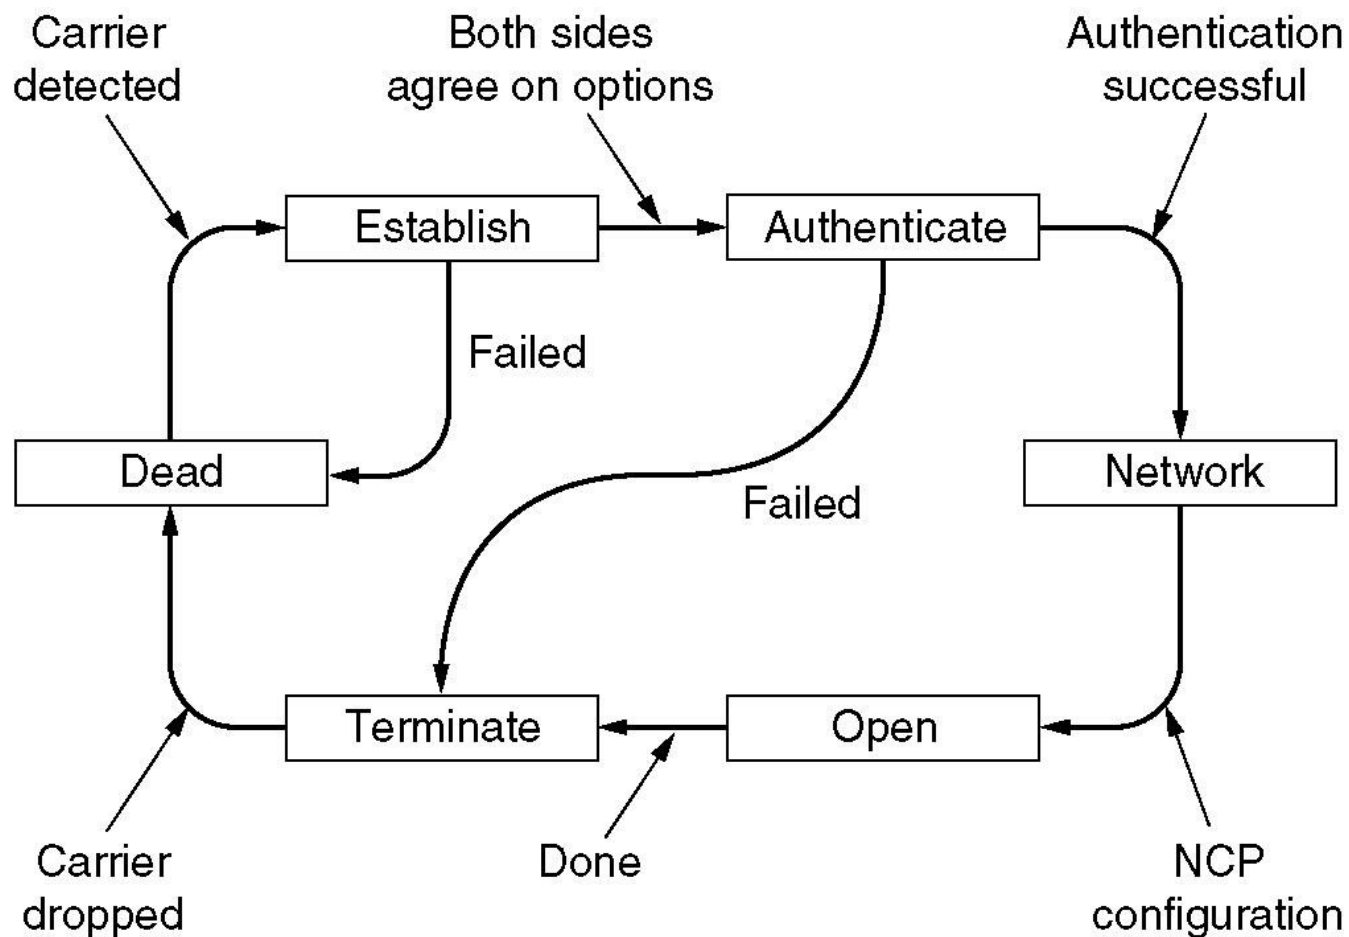 Carrier
detected
Both sides
agree on options
Authentication
successful
Establish
Authenticate
Failed
Dead
Network
Failed
Terminate
Open
Carrier
dropped
Done
NCP
configuration